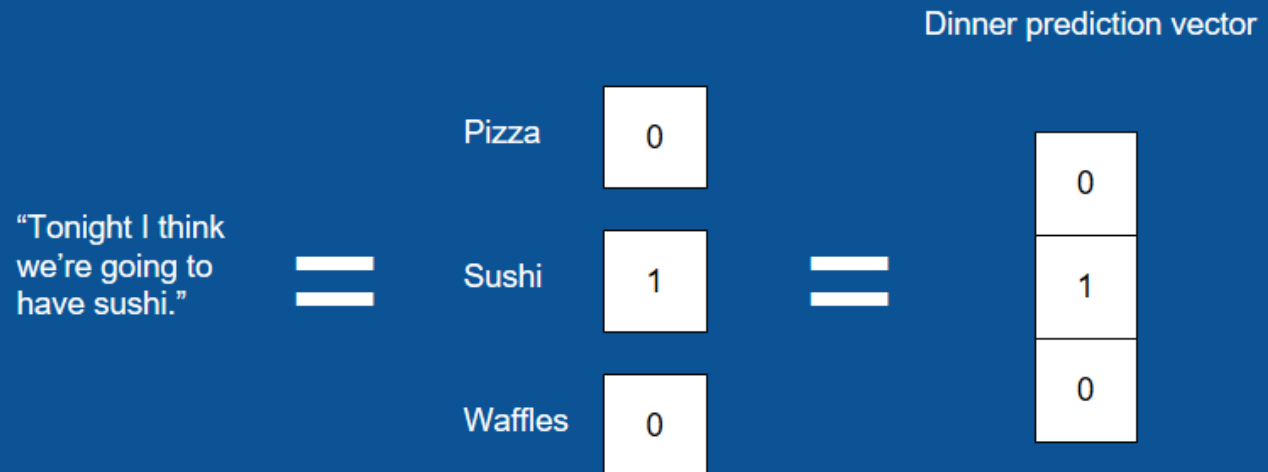 Dinner prediction vector
“Tonight I think
we’re going to
have sushi.”
Pizza 0
Sushi 1
Waffles 0
0
1
0